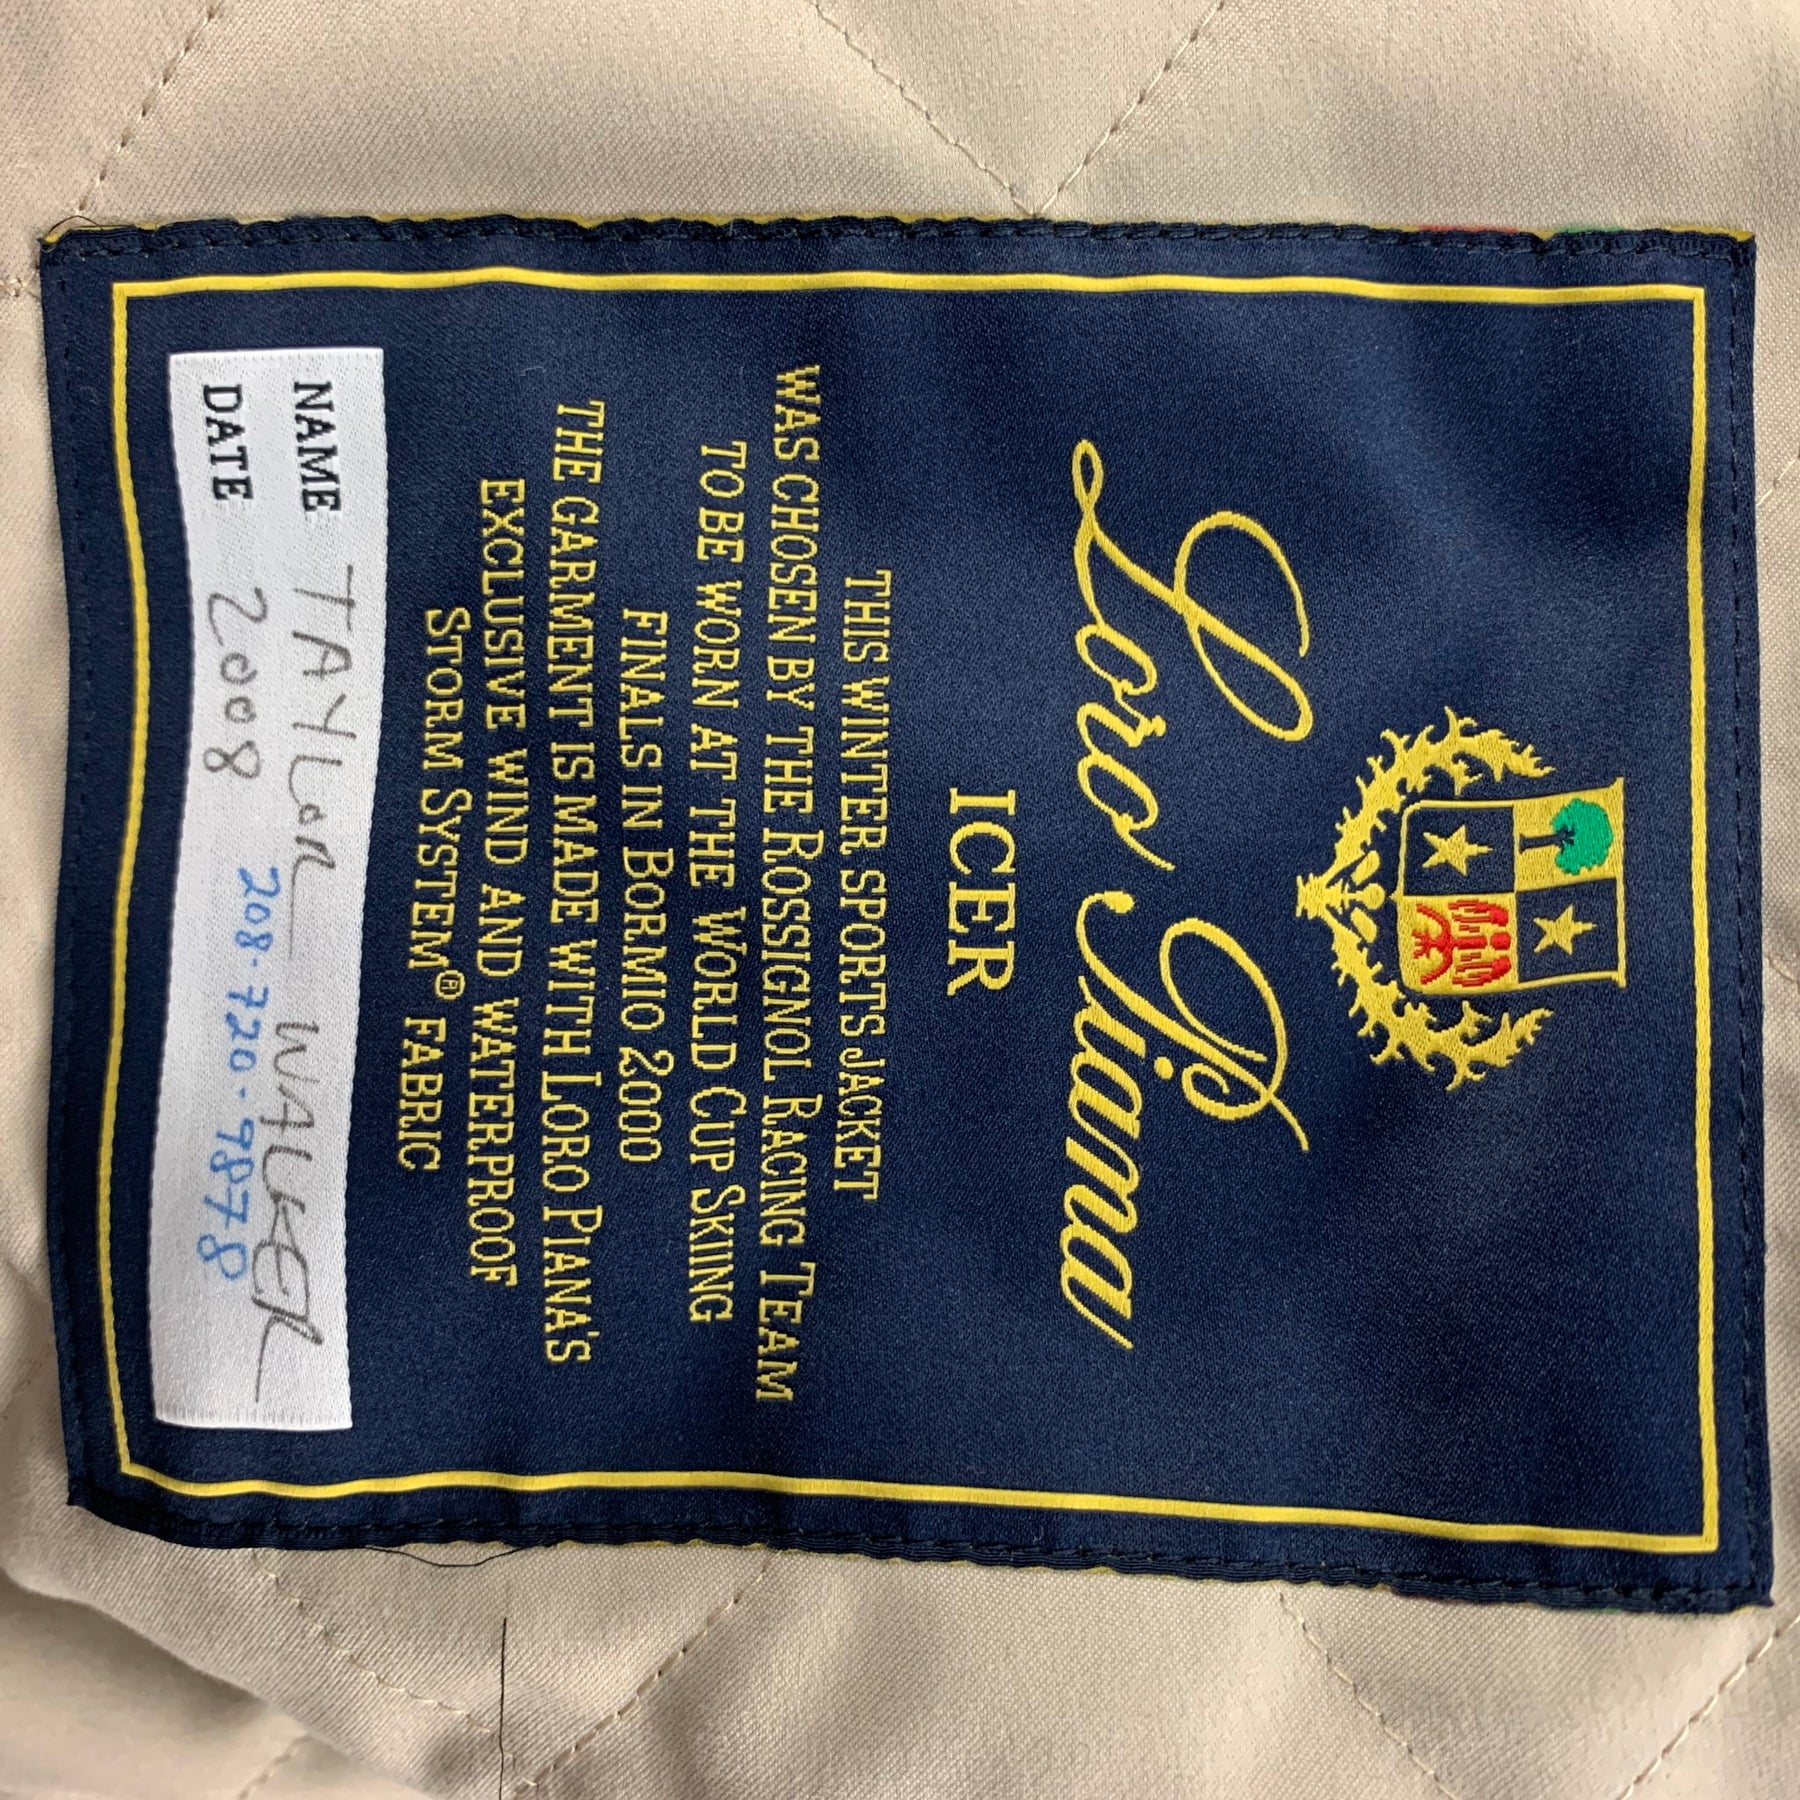 Loro Piana
ICER
THIS WINTER SPORTS JACKET
WAS CHOSEN BY THE ROSSIGNOL RACING TEAM
TO BE WORN AT THE WORLD CUP SKIING
FINALS IN BORMIO 2000
THE GARMENT IS MADE WITH LORO PIANA'S
EXCLUSIVE WIND AND WATERPROOF
STORM SYSTEM® FABRIC
NAME TAYLOR WALKER
DATE 2008 208.720.9878